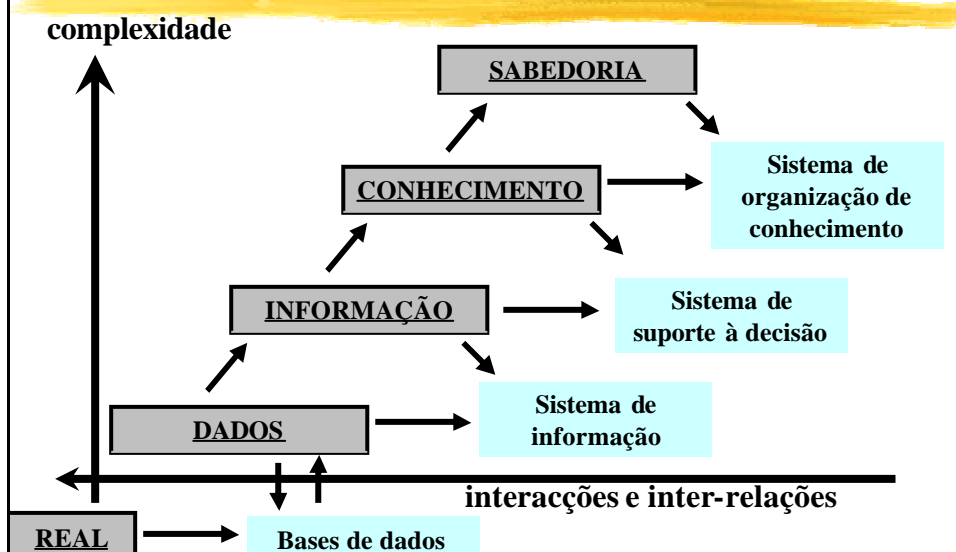 complexidade
SABEDORIA
Sistema de
organização de
conhecimento
CONHECIMENTO
Sistema de
suporte à decisão
INFORMAÇÃO
Sistema de
informação
DADOS
interacções e inter-relações
REAL
Bases de dados